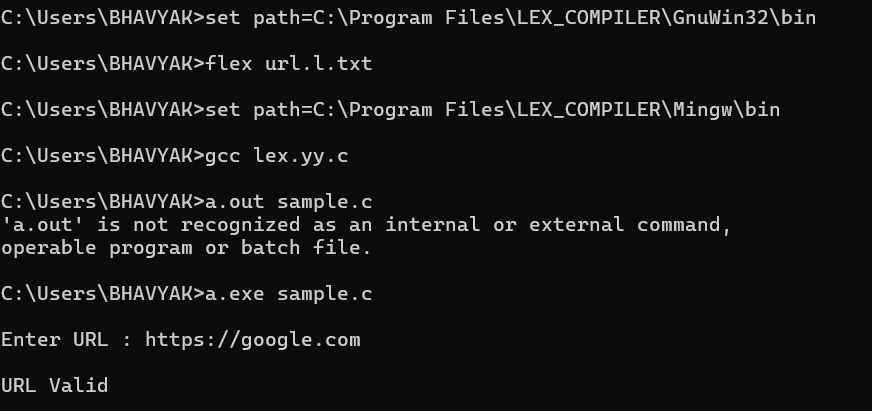 C:\Users\BHAVYAK>set path=C:\Program Files\LEX_COMPILER\GnuWin32\bin
C:\Users\BHAVYAK>flex url.l.txt
C:\Users\BHAVYAK>set path=C:\Program Files\LEX_COMPILER\Mingw\bin
C:\Users\BHAVYAK>gcc lex.yy.c
C:\Users\BHAVYAK>a.out sample.c
'a.out' is not recognized as an internal or external command,
operable program or batch file.
C:\Users\BHAVYAK>a.exe sample.c
Enter URL : https://google.com
URL Valid